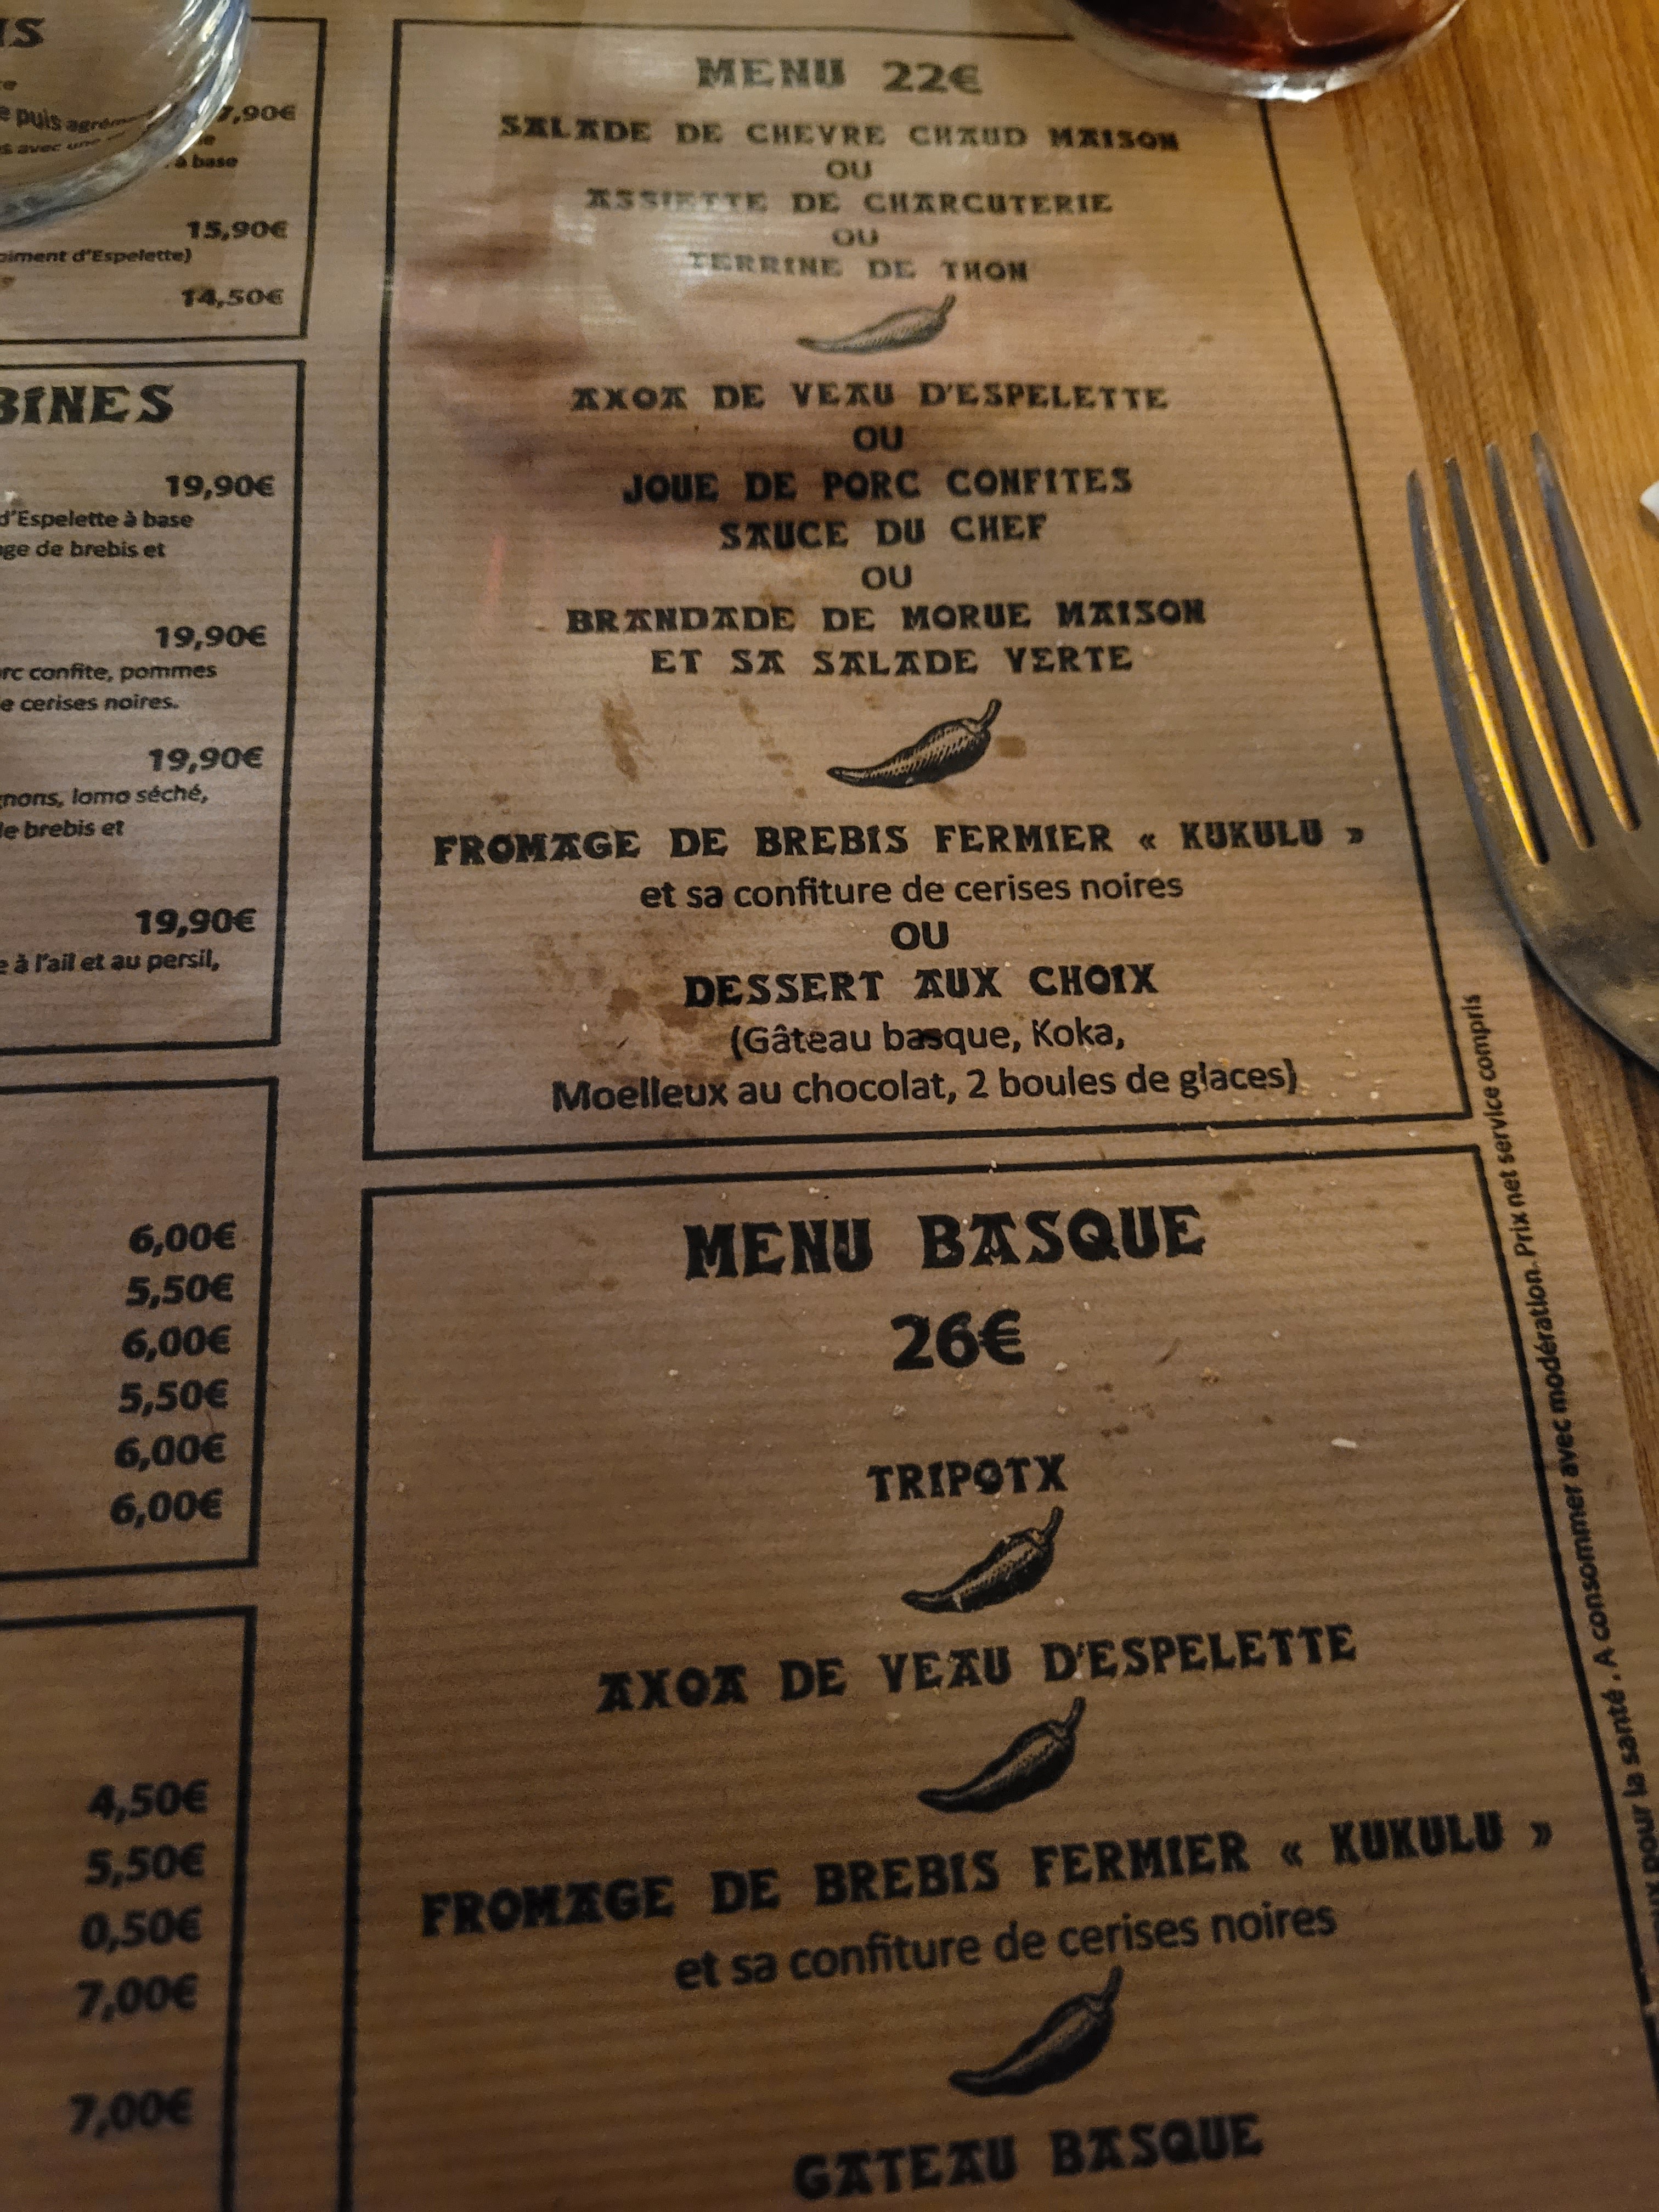 7,90€
à base
15,90€
d'Espelette)
14,50€
BINES
19,90€
d'Espelette à base
de brebis et
19,90€
confite, pommes
cerises noires.
19,90€
lomo séché,
brebis et
19,90€
à l'ail et au persil,
6,00€
5,50€
6,00€
5,50€
6,00€
6,00€
4,50€
5,50€
0,50€
7,00€
7,00€
MENU 22€
SALADE DE CHEVRE CHAUD MAISON
OU
ASSIETTE DE CHARCUTERIE
OU
TERRINE DE THON
AXOA DE VEAU D'ESPELETTE
OU
JOUE DE PORC CONFITES
SAUCE DU CHEF
OU
BRANDADE DE MORUE MAISON
ET SA SALADE VERTE
FROMAGE DE BREBIS FERMIER « KUKULU »
et sa confiture de cerises noires
OU
DESSERT AUX CHOIX
(Gâteau basque, Koka,
Moelleux au chocolat, 2 boules de glaces)
MENU BASQUE
26€
TRIPOTX
AXOA DE VEAU D'ESPELETTE
FROMAGE DE BREBIS FERMIER « KUKULU »
et sa confiture de cerises noires
GATEAU BASQUE
pour la santé . A consommer avec modération. Prix net service compris